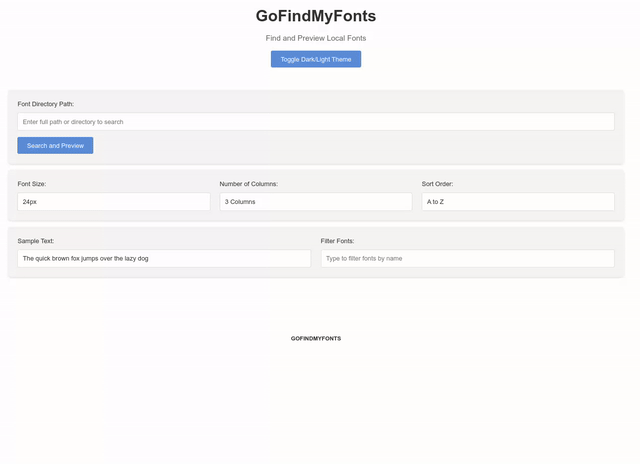 GoFindMyFonts
Find and Preview Local Fonts
Toggle Dark/Light Theme
Font Directory Path:
Enter full path or directory to search
Search and Preview
Font Size:
Number of Columns:
Sort Order:
24px
3 Columns
A to Z
Sample Text:
Filter Fonts:
The quick brown fox jumps over the lazy dog
Type to filter fonts by name
GOFINDMYFONTS